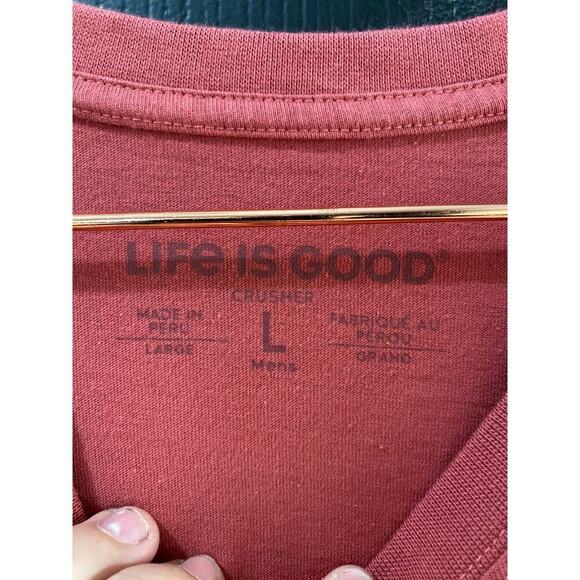 LIFe IS GOOD®
CRUSHER
MADE IN
PERU
LARGE
L
Mens
FABRIQUÉ AU
PÉROU
GRAND